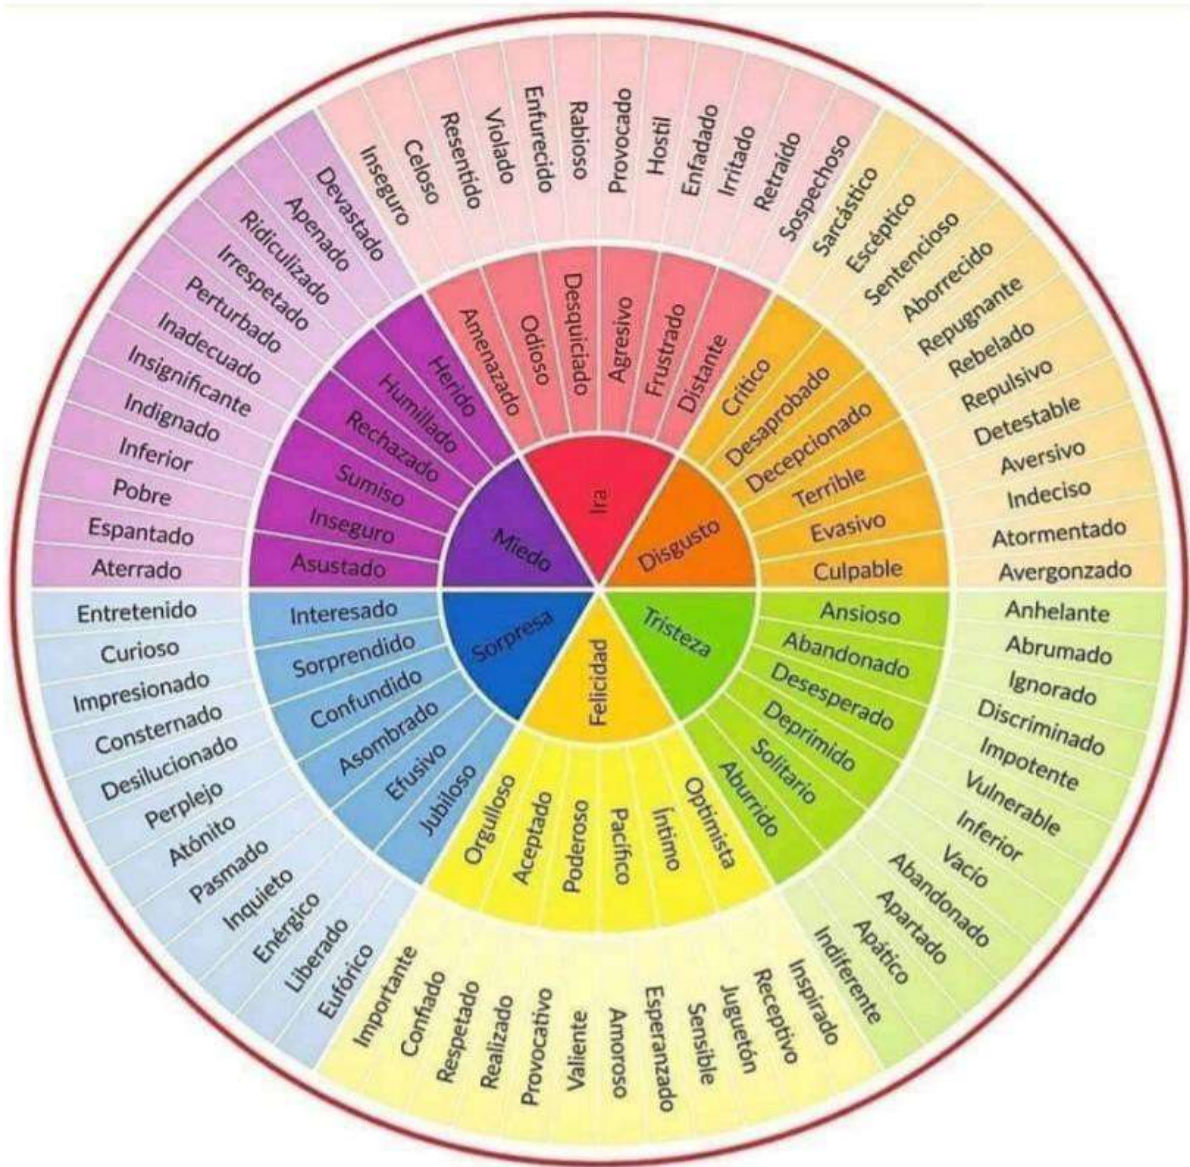 Ira
Disgusto
Tristeza
Felicidad
Sorpresa
Miedo
Amenazado
Odioso
Desquiciado
Agresivo
Frustrado
Distante
Crítico
Desaprobado
Decepcionado
Terrible
Evasivo
Culpable
Ansioso
Abandonado
Desesperado
Deprimido
Solitario
Aburrido
Optimista
Íntimo
Pacífico
Poderoso
Aceptado
Orgulloso
Jubiloso
Efusivo
Asombrado
Confundido
Sorprendido
Interesado
Asustado
Inseguro
Sumiso
Rechazado
Humillado
Herido
Inseguro
Celoso
Resentido
Violado
Enfurecido
Rabioso
Provocado
Hostil
Enfadado
Irritado
Retraído
Sospechoso
Sarcástico
Escéptico
Sentencioso
Aborrecido
Repugnante
Rebelado
Repulsivo
Detestable
Aversivo
Indeciso
Atormentado
Avergonzado
Anhelante
Abrumado
Ignorado
Discriminado
Impotente
Vulnerable
Inferior
Vacío
Abandonado
Apartado
Apático
Indiferente
Inspirado
Receptivo
Juguetón
Sensible
Esperanzado
Amoroso
Valiente
Provocativo
Realizado
Respetado
Confiado
Importante
Eufórico
Liberado
Enérgico
Inquieto
Pasmado
Atónito
Perplejo
Desilucionado
Consternado
Impresionado
Curioso
Entretenido
Aterrado
Espantado
Pobre
Inferior
Indignado
Insignificante
Inadecuado
Perturbado
Irrespetado
Ridiculizado
Apenado
Devastado